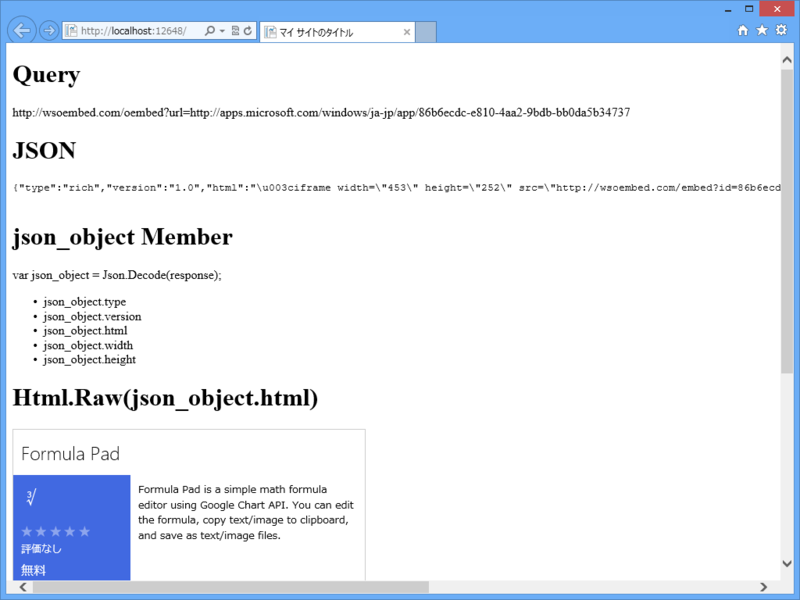 http://localhost:12648/
マイ サイトのタイトル
Query
http://wsoembed.com/oembed?url=http://apps.microsoft.com/windows/ja-jp/app/86b6ecdc-e810-4aa2-9bdb-bb0da5b34737
JSON
{"type":"rich","version":"1.0","html":"\u003ciframe width=\"453\" height=\"252\" src=\"http://wsoembed.com/embed?id=86b6ecd
json_object Member
var json_object = Json.Decode(response);
• json_object.type
• json_object.version
• json_object.html
• json_object.width
• json_object.height
Html.Raw(json_object.html)
Formula Pad
∛
Formula Pad is a simple math formula
editor using Google Chart API. You can edit
the formula, copy text/image to clipboard,
and save as text/image files.
★★★★★
評価なし
無料